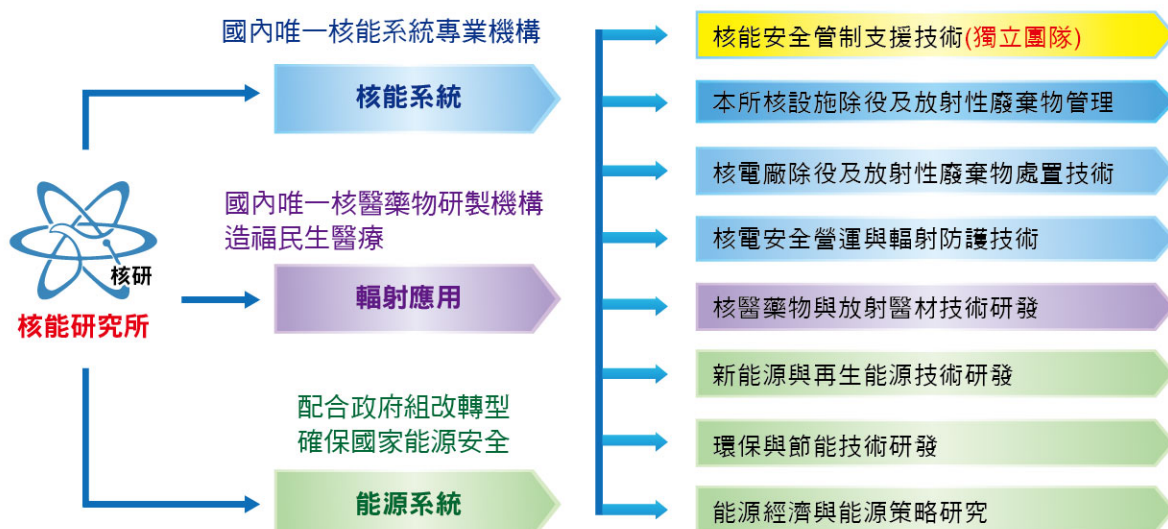 國內唯一核能系統專業機構
核能系統
國內唯一核醫藥物研製機構
造福民生醫療
輻射應用
核研
核能研究所
配合政府組改轉型
確保國家能源安全
能源系統
核能安全管制支援技術(獨立團隊)
本所核設施除役及放射性廢棄物管理
核電廠除役及放射性廢棄物處置技術
核電安全營運與輻射防護技術
核醫藥物與放射醫材技術研發
新能源與再生能源技術研發
環保與節能技術研發
能源經濟與能源策略研究